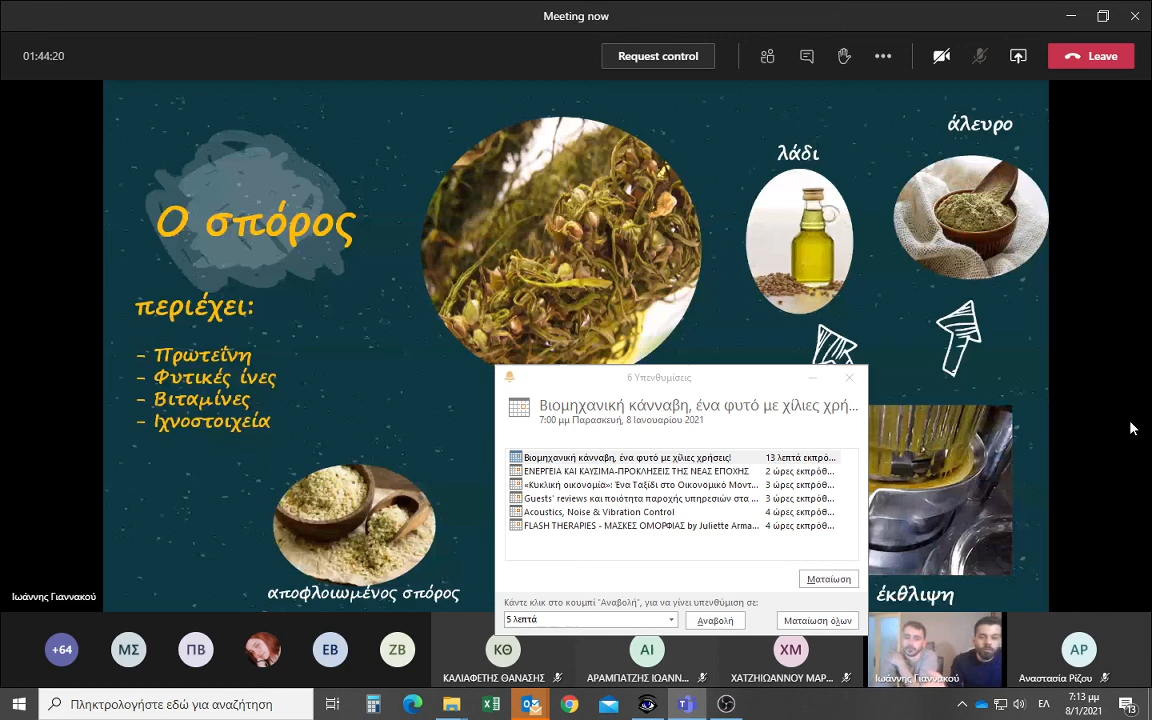 Meeting now
01:44:20
Request control
Leave
Ο σπόρος
περιέχει:
- Πρωτεΐνη
- Φυτικές ίνες
- Βιταμίνες
- Ιχνοστοιχεία
λάδι
άλευρο
αποφλοιωμένος σπόρος
έκθλιψη
Ιωάννης Γιαννακού
6 Υπενθυμίσεις
Βιομηχανική κάνναβη, ένα φυτό με χίλιες χρή...
7:00 μμ Παρασκευή, 8 Ιανουαρίου 2021
Βιομηχανική κάνναβη, ένα φυτό με χίλιες χρήσεις! 13 λεπτά εκπρό...
ΕΝΕΡΓΕΙΑ ΚΑΙ ΚΑΥΣΙΜΑ-ΠΡΟΚΛΗΣΕΙΣ ΤΗΣ ΝΕΑΣ ΕΠΟΧΗΣ 2 ώρες εκπρόθ...
«Κυκλική οικονομία»: Ένα Ταξίδι στο Οικονομικό Μοντ... 3 ώρες εκπρόθ...
Guests' reviews και ποιότητα παροχής υπηρεσιών στα ... 3 ώρες εκπρόθ...
Acoustics, Noise & Vibration Control 4 ώρες εκπρόθ...
FLASH THERAPIES - ΜΑΣΚΕΣ ΟΜΟΡΦΙΑΣ by Juliette Arma... 4 ώρες εκπρόθ...
Ματαίωση
Κάντε κλικ στο κουμπί "Αναβολή", για να γίνει υπενθύμιση σε:
5 λεπτά
Αναβολή
Ματαίωση όλων
+64
ΜΣ
ΠΒ
ΕΒ
ΖΒ
ΚΘ
ΚΑΛΙΑΦΕΤΗΣ ΘΑΝΑΣΗΣ
ΑΙ
ΑΡΑΜΠΑΤΖΗΣ ΙΩΑΝΝ...
ΧΜ
ΧΑΤΖΗΙΩΑΝΝΟΥ ΜΑΡ...
Ιωάννης Γιαννακού
ΑΡ
Αναστασία Ρίζου
Πληκτρολογήστε εδώ για αναζήτηση
ΕΛ
7:13 μμ
8/1/2021
13